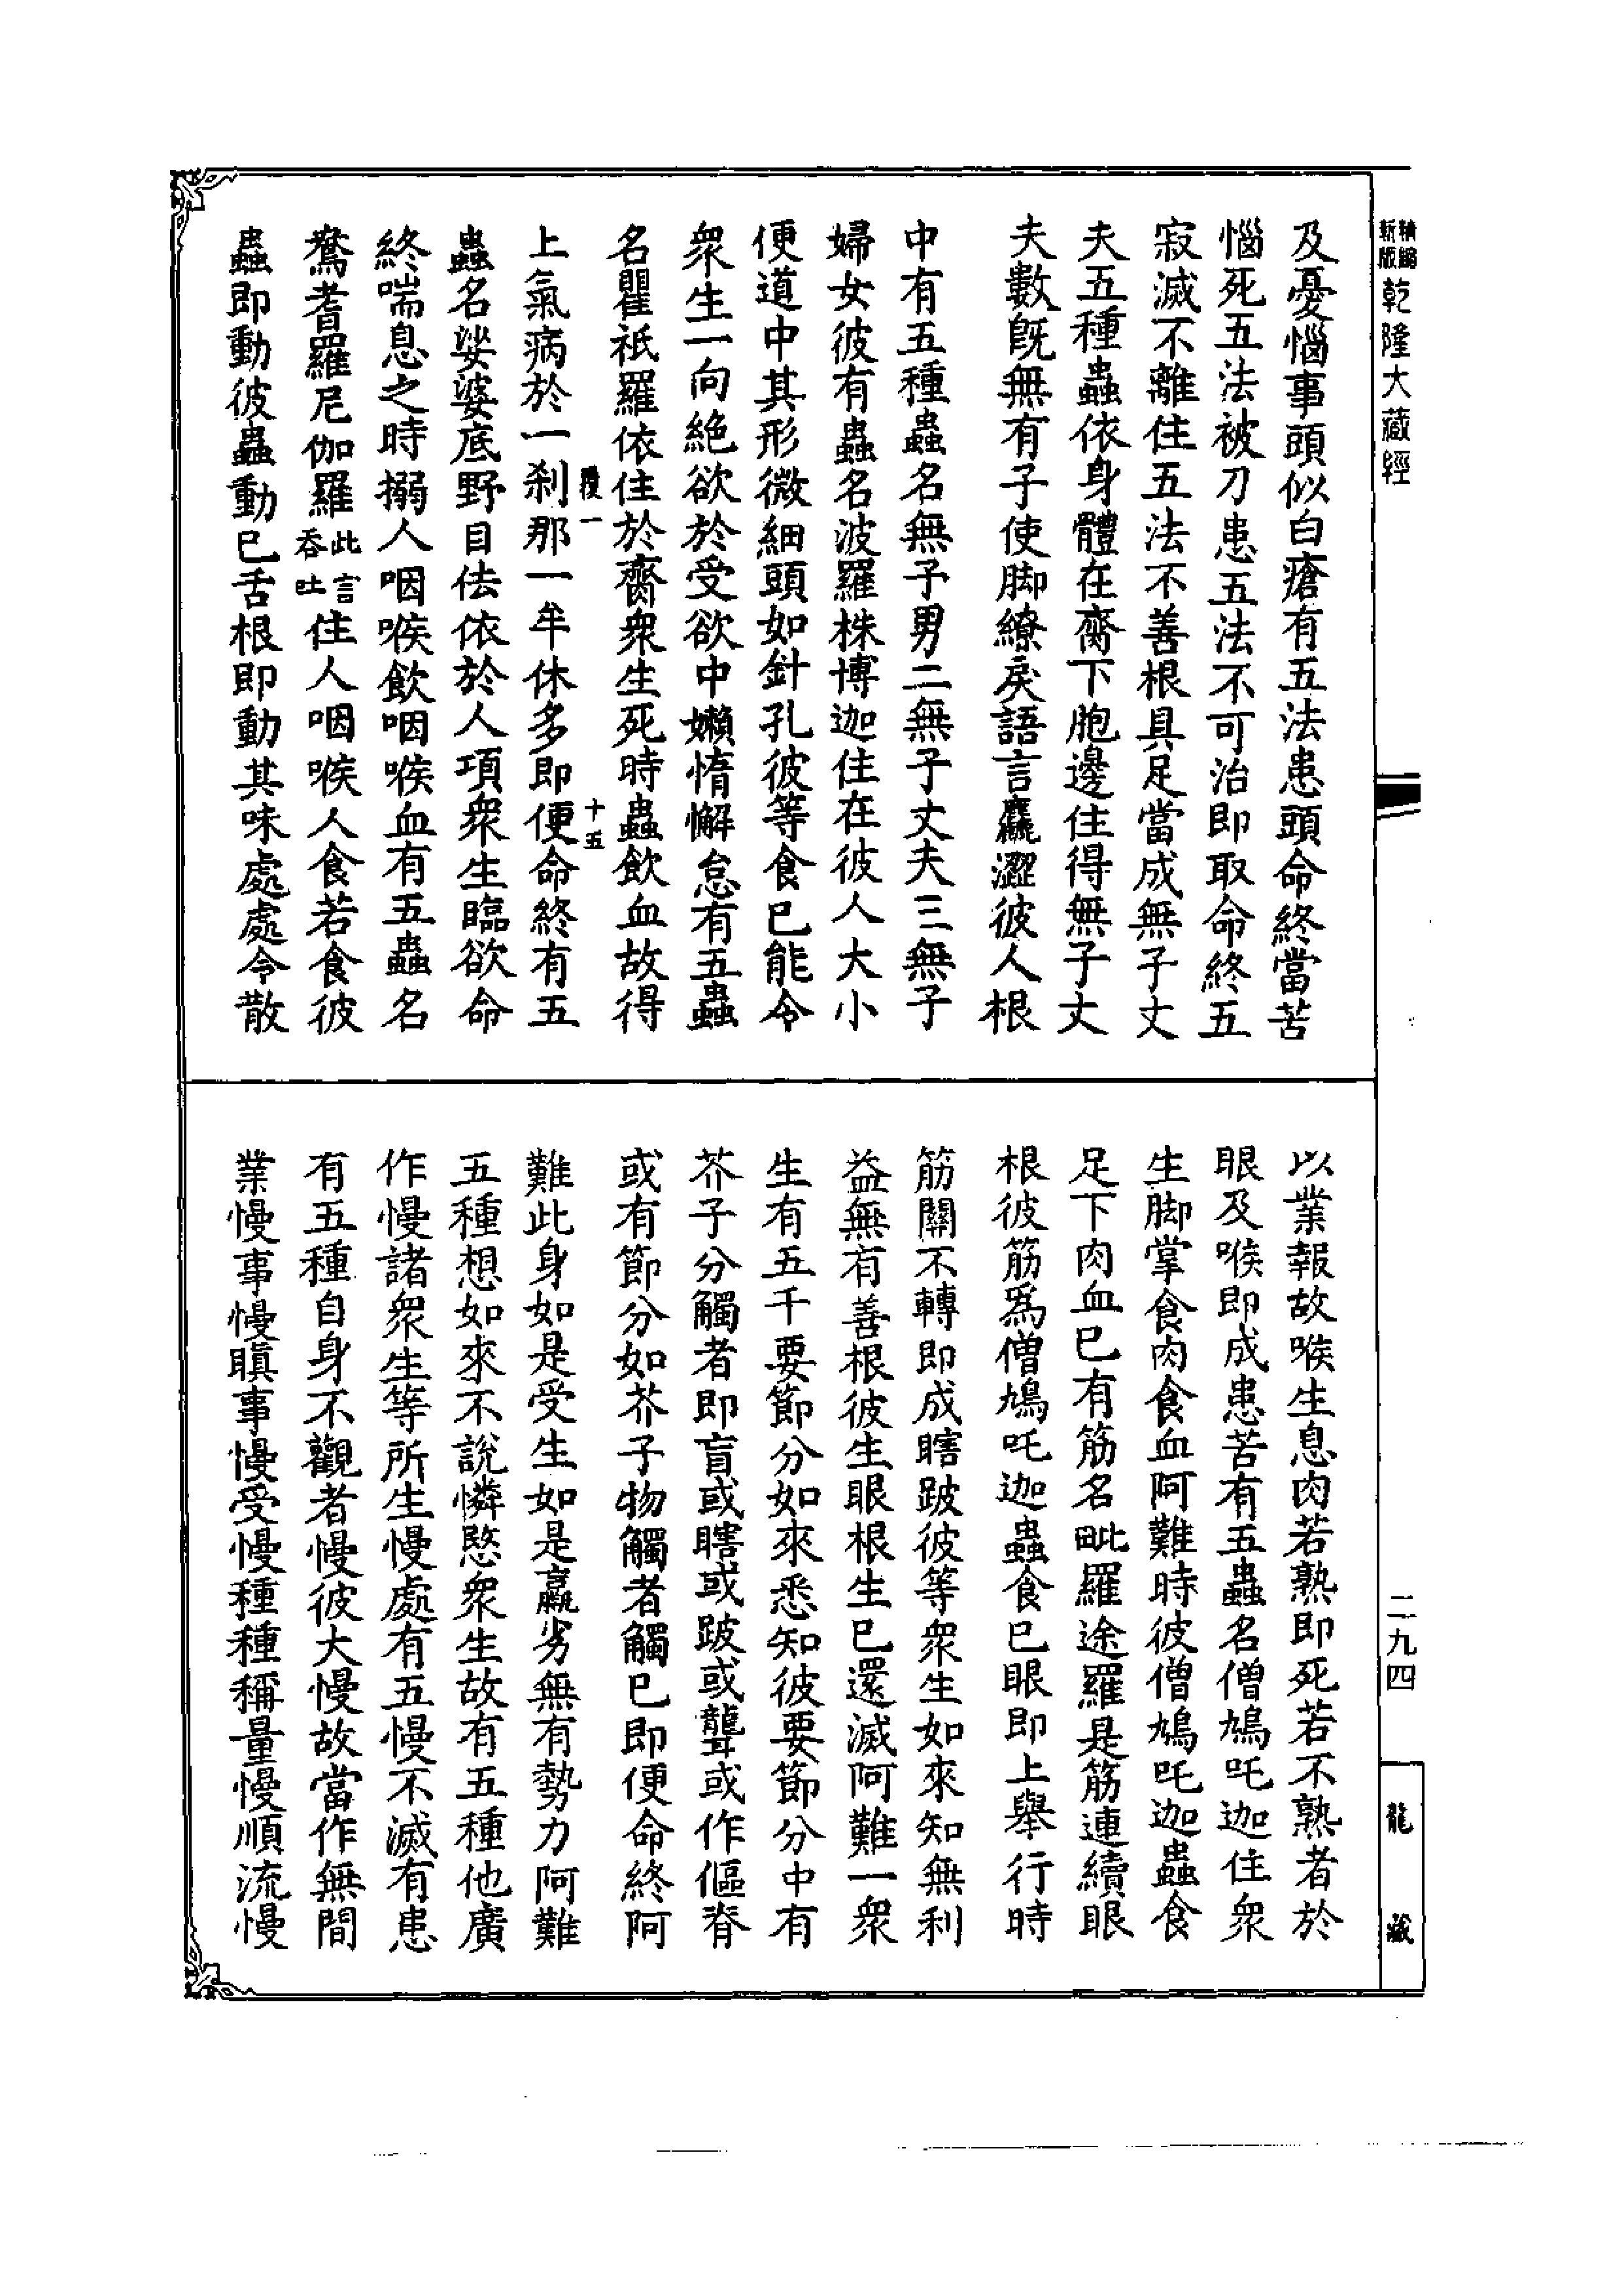 精縮
新版
乾隆大藏經
及憂惱事頭似白瘡有五法患頭命終當苦
惱死五法被刀患五法不可治即取命終五
寂滅不離住五法不善根具足當成無子丈
夫五種蟲依身體在臍下胞邊住得無子丈
夫數旣無有子使脚繚戾語言麤澀彼人根
中有五種蟲名無子男二無子丈夫三無子
婦女彼有蟲名波羅株博迦住在彼人大小
便道中其形微細頭如針孔彼等食已能令
衆生一向絶欲於受欲中嬾惰懈怠有五蟲
名瞿祇羅依住於臍衆生死時蟲飲血故得
十五
上氣病於一刹那一牟休多即便命終有五
蟲名娑婆底野目佉依於人項衆生臨欲命
終喘息之時搦人咽喉飲咽喉血有五蟲名
鴦耆羅尼伽羅此言吞吐住人咽喉人食若食彼
蟲即動彼蟲動已舌根即動其味處處令散
以業報故喉生息肉若熟即死若不熟者於
眼及喉即成患苦有五蟲名僧鳩吒迦住衆
生脚掌食肉食血阿難時彼僧鳩吒迦蟲食
足下肉血已有筋名毗羅途羅是筋連續眼
根彼筋爲僧鳩吒迦蟲食已眼即上舉行時
筋關不轉即成瞎跛彼等衆生如來知無利
益無有善根彼生眼根生已還滅阿難一衆
生有五千要節分如來悉知彼要節分中有
芥子分觸者即盲或瞎或跛或聾或作傴脊
或有節分如芥子物觸者觸已即便命終阿
難此身如是受生如是羸劣無有勢力阿難
五種想如來不說憐愍衆生故有五種他廣
作慢諸衆生等所生慢處有五慢不滅有患
有五種自身不觀者慢彼大慢故當作無間
業慢事慢瞋事慢受慢種種稱量慢順流慢
二九四
龍藏